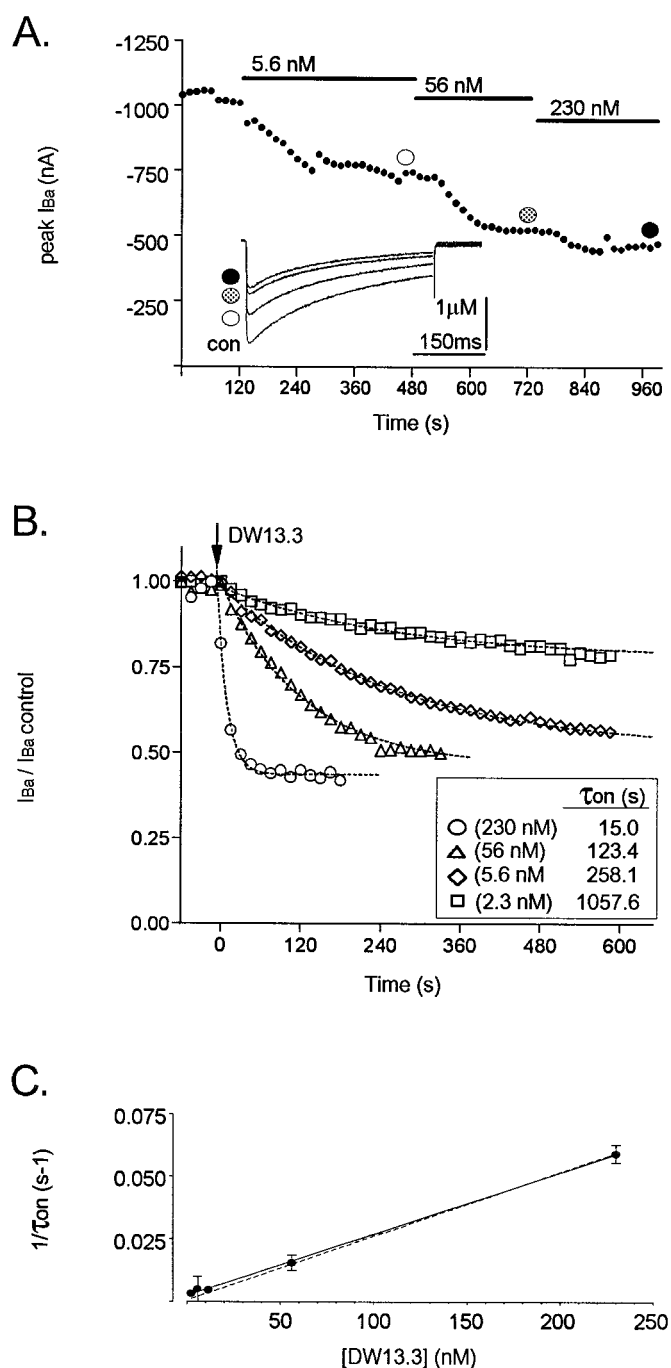 A.
-1250
-1000
-750
-500
-250
peak IBa (nA)
5.6 nM
56 nM
230 nM
con
1μM
150ms
120 240 360 480 600 720 840 960
Time (s)
B.
DW13.3
1.00
0.75
0.50
0.25
0.00
IBa / IBa control
τon (s)
(230 nM) 15.0
(56 nM) 123.4
(5.6 nM 258.1
(2.3 nM) 1057.6
0 120 240 360 480 600
Time (s)
C.
0.075
0.050
0.025
1/τon (s-1)
50 100 150 200 250
[DW13.3] (nM)